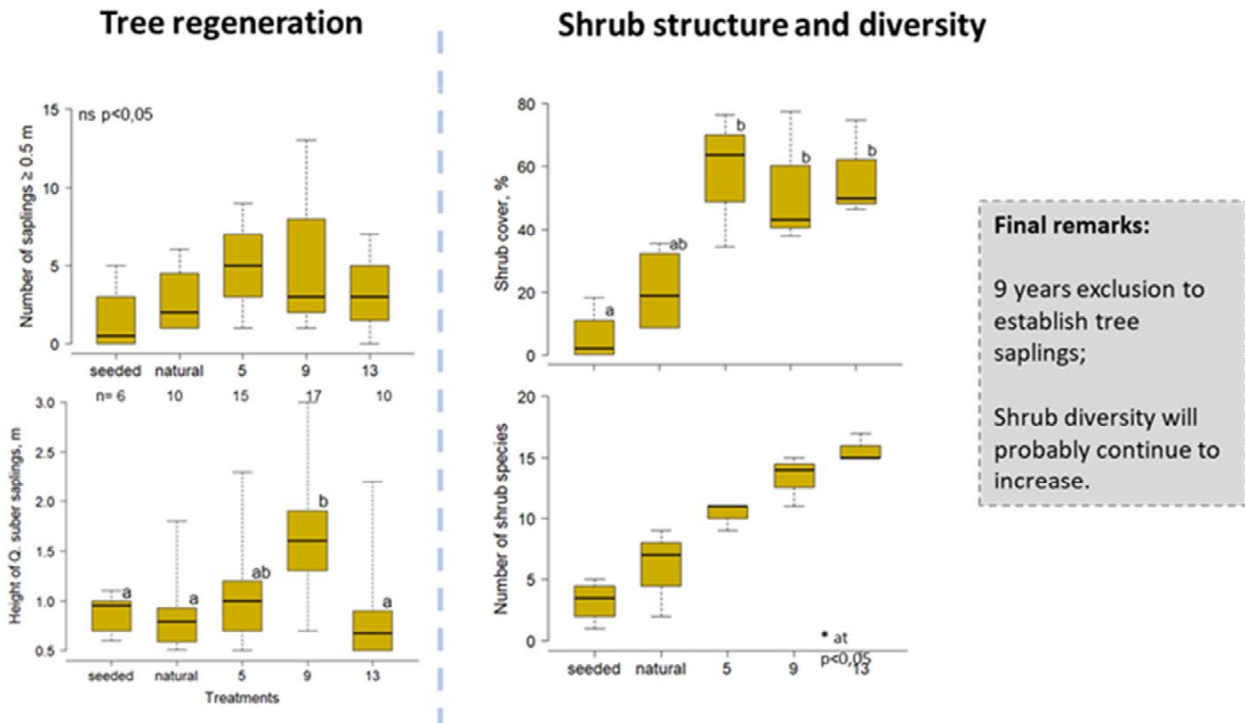 Tree regeneration
Shrub structure and diversity
ns p<0,05
Number of saplings ≥ 0.5 m
15
10
5
0
seeded natural 5 9 13
n= 6 10 15 17 10
Height of Q. suber saplings, m
3.0
2.5
2.0
1.5
1.0
0.5
a
a
ab
b
a
seeded natural 5 9 13
Treatments
Shrub cover, %
80
60
40
20
0
a
ab
b
b
b
Number of shrub species
20
15
10
5
0
* at
p<0,05
seeded natural 5 9 13
Final remarks:
9 years exclusion to
establish tree
saplings;
Shrub diversity will
probably continue to
increase.